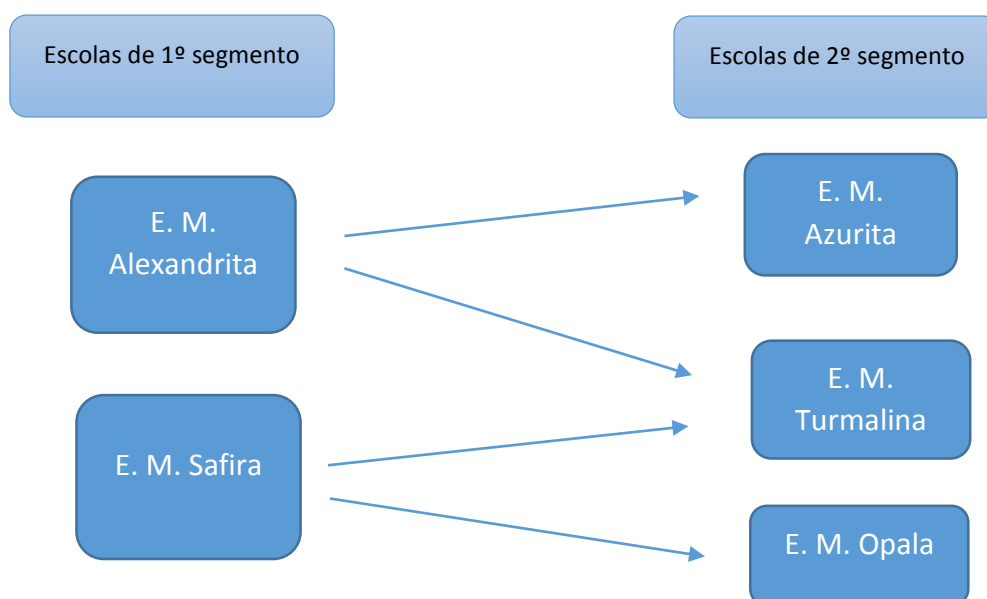 Escolas de 1º segmento
Escolas de 2º segmento
E. M.
Alexandrita
E. M. Safira
E. M.
Azurita
E. M.
Turmalina
E. M. Opala